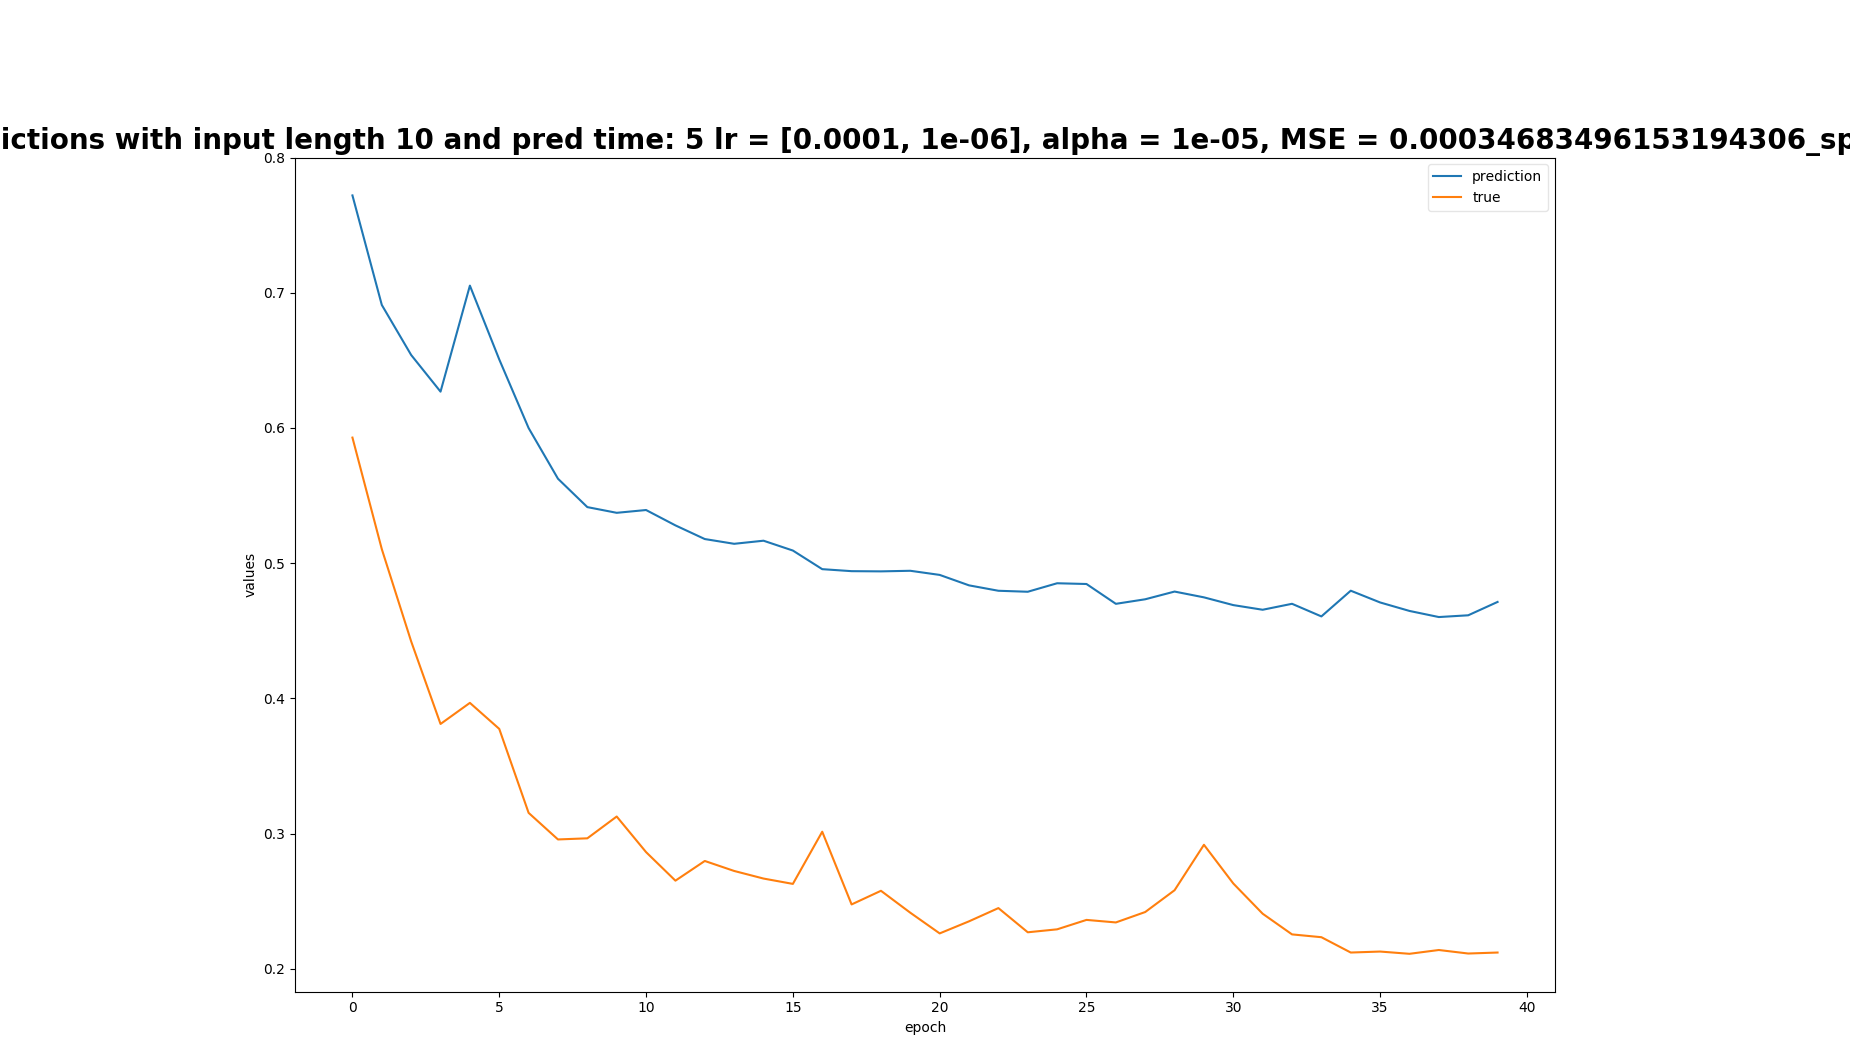 ictions with input length 10 and pred time: 5 lr = [0.0001, 1e-06], alpha = 1e-05, MSE = 0.00034683496153194306_sp
prediction
true
0.8
0.7
0.6
0.5
0.4
0.3
0.2
values
0 5 10 15 20 25 30 35 40
epoch